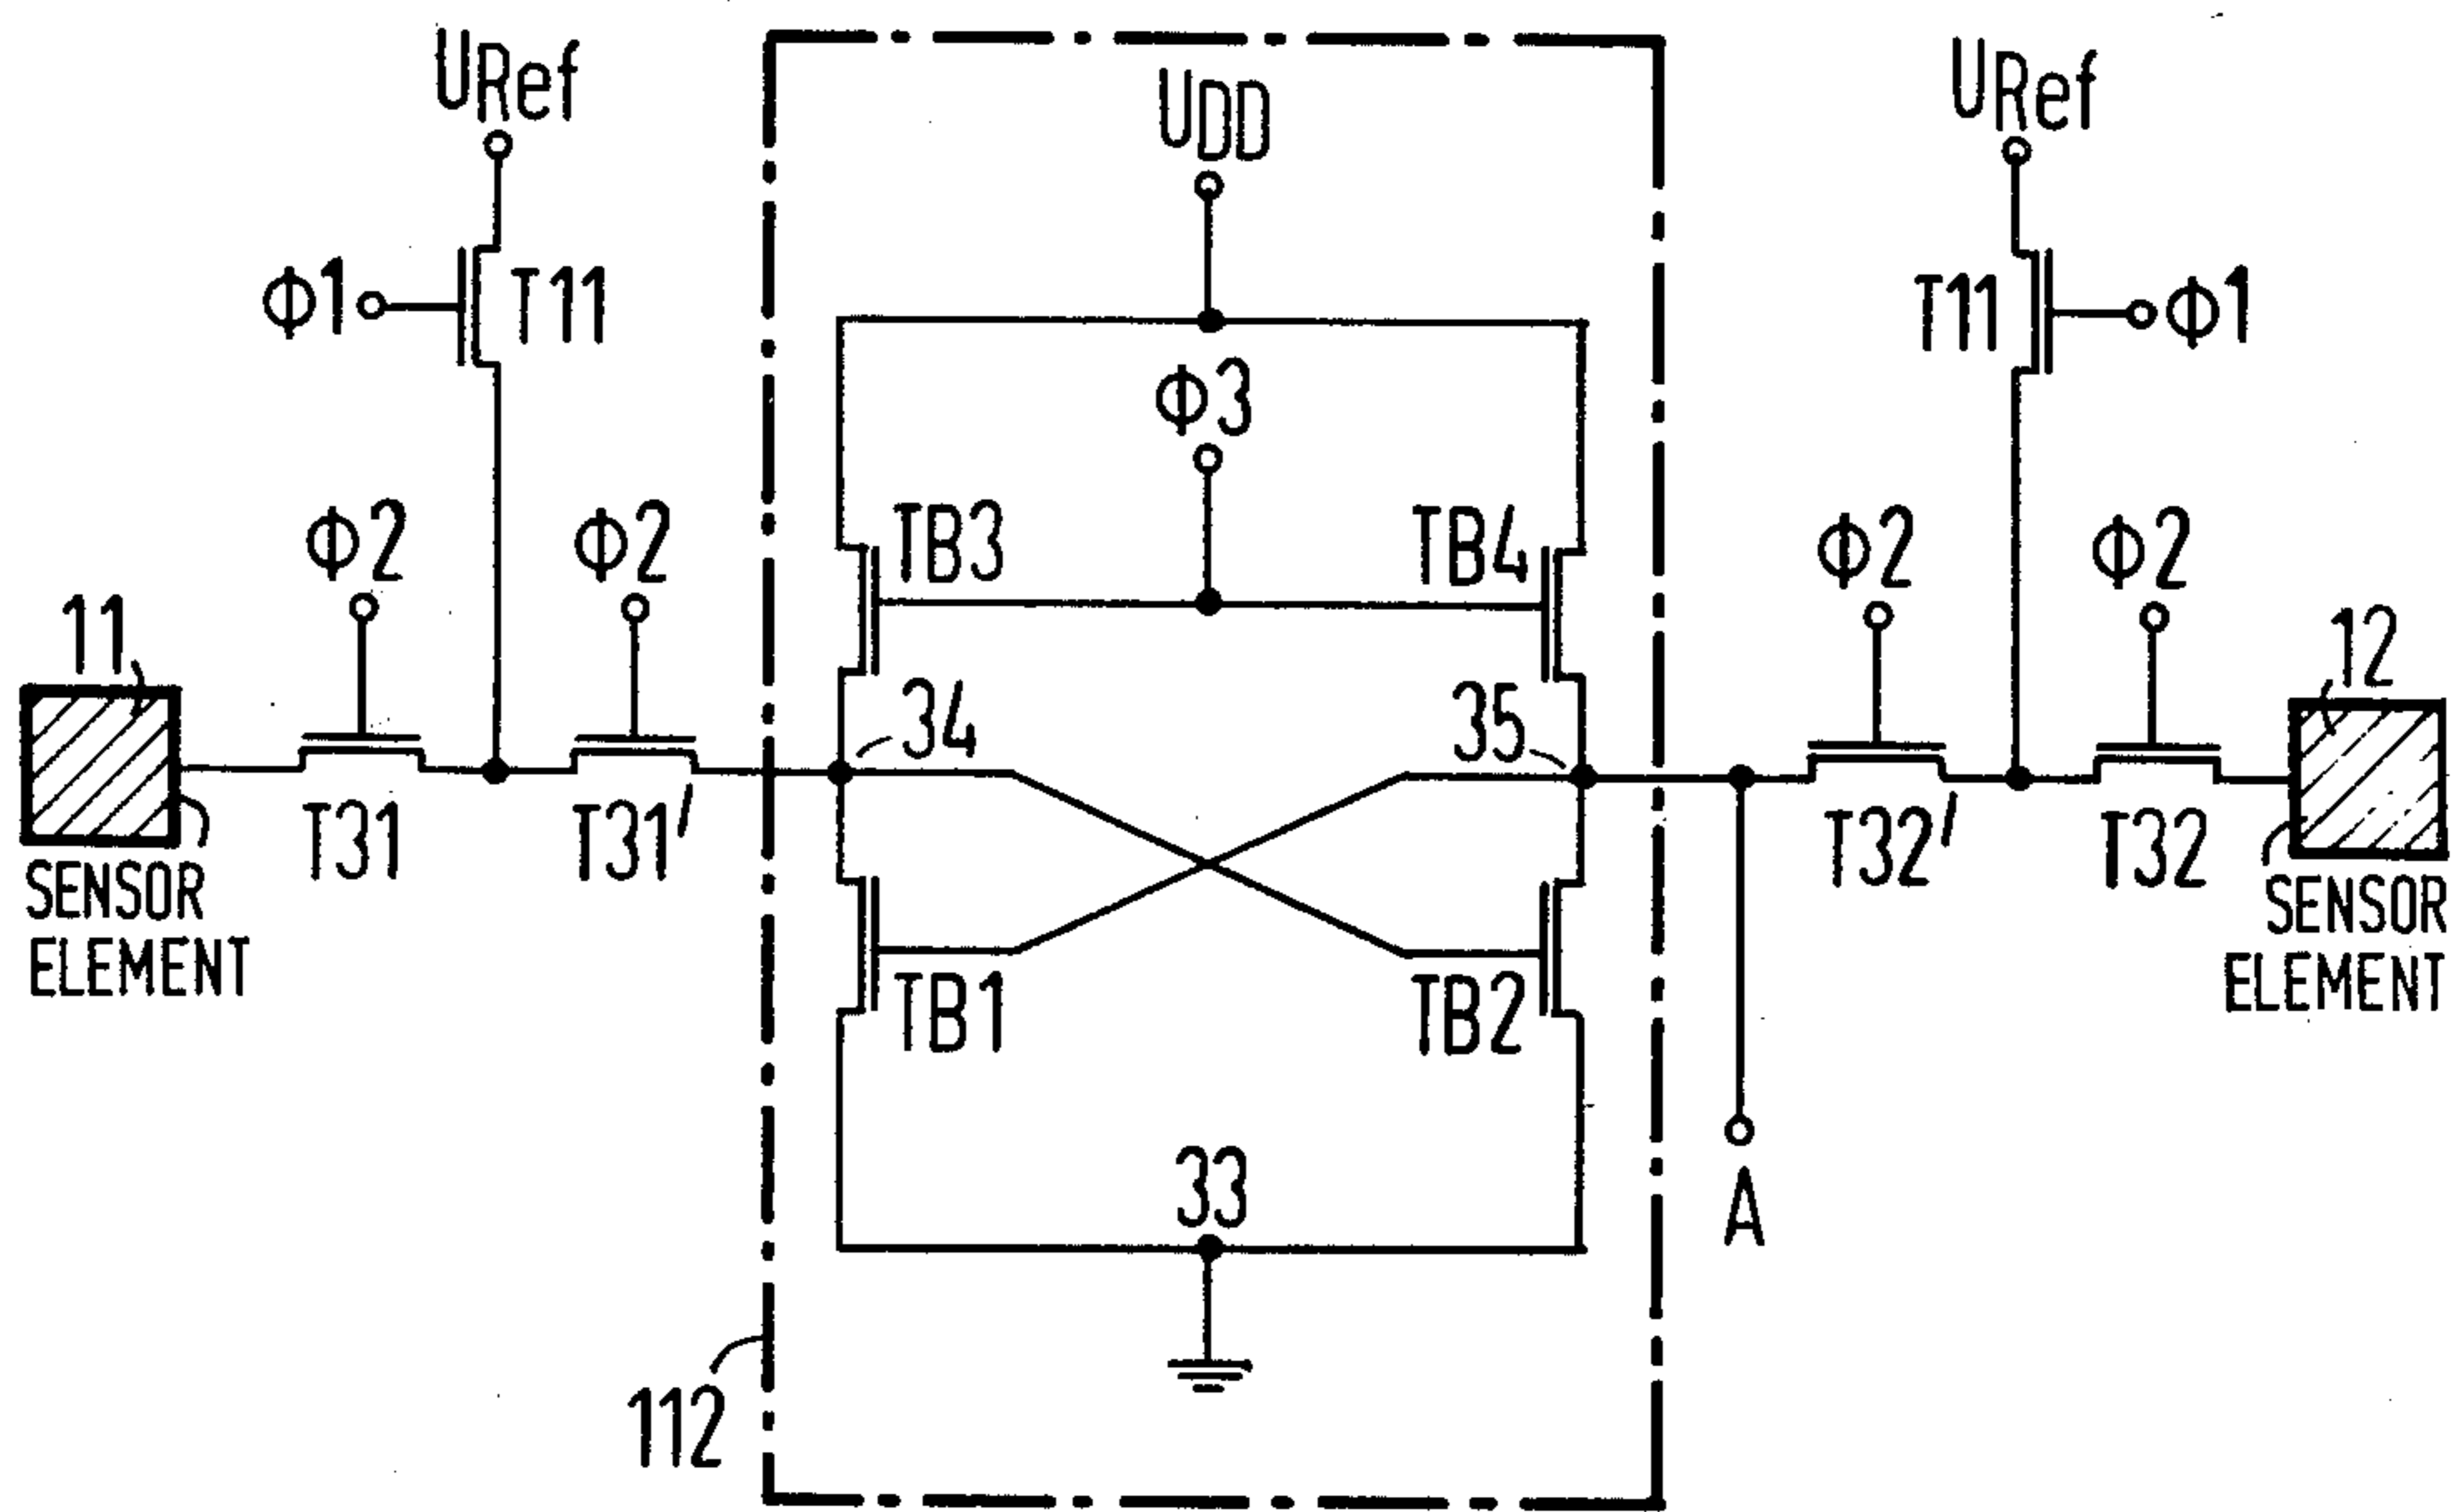 URef
UDD
URef
Φ1
T11
T11
Φ1
Φ3
Φ2
Φ2
TB3
TB4
Φ2
Φ2
11
34
35
12
T31
T31'
T32'
T32
SENSOR
ELEMENT
SENSOR
ELEMENT
TB1
TB2
33
A
112